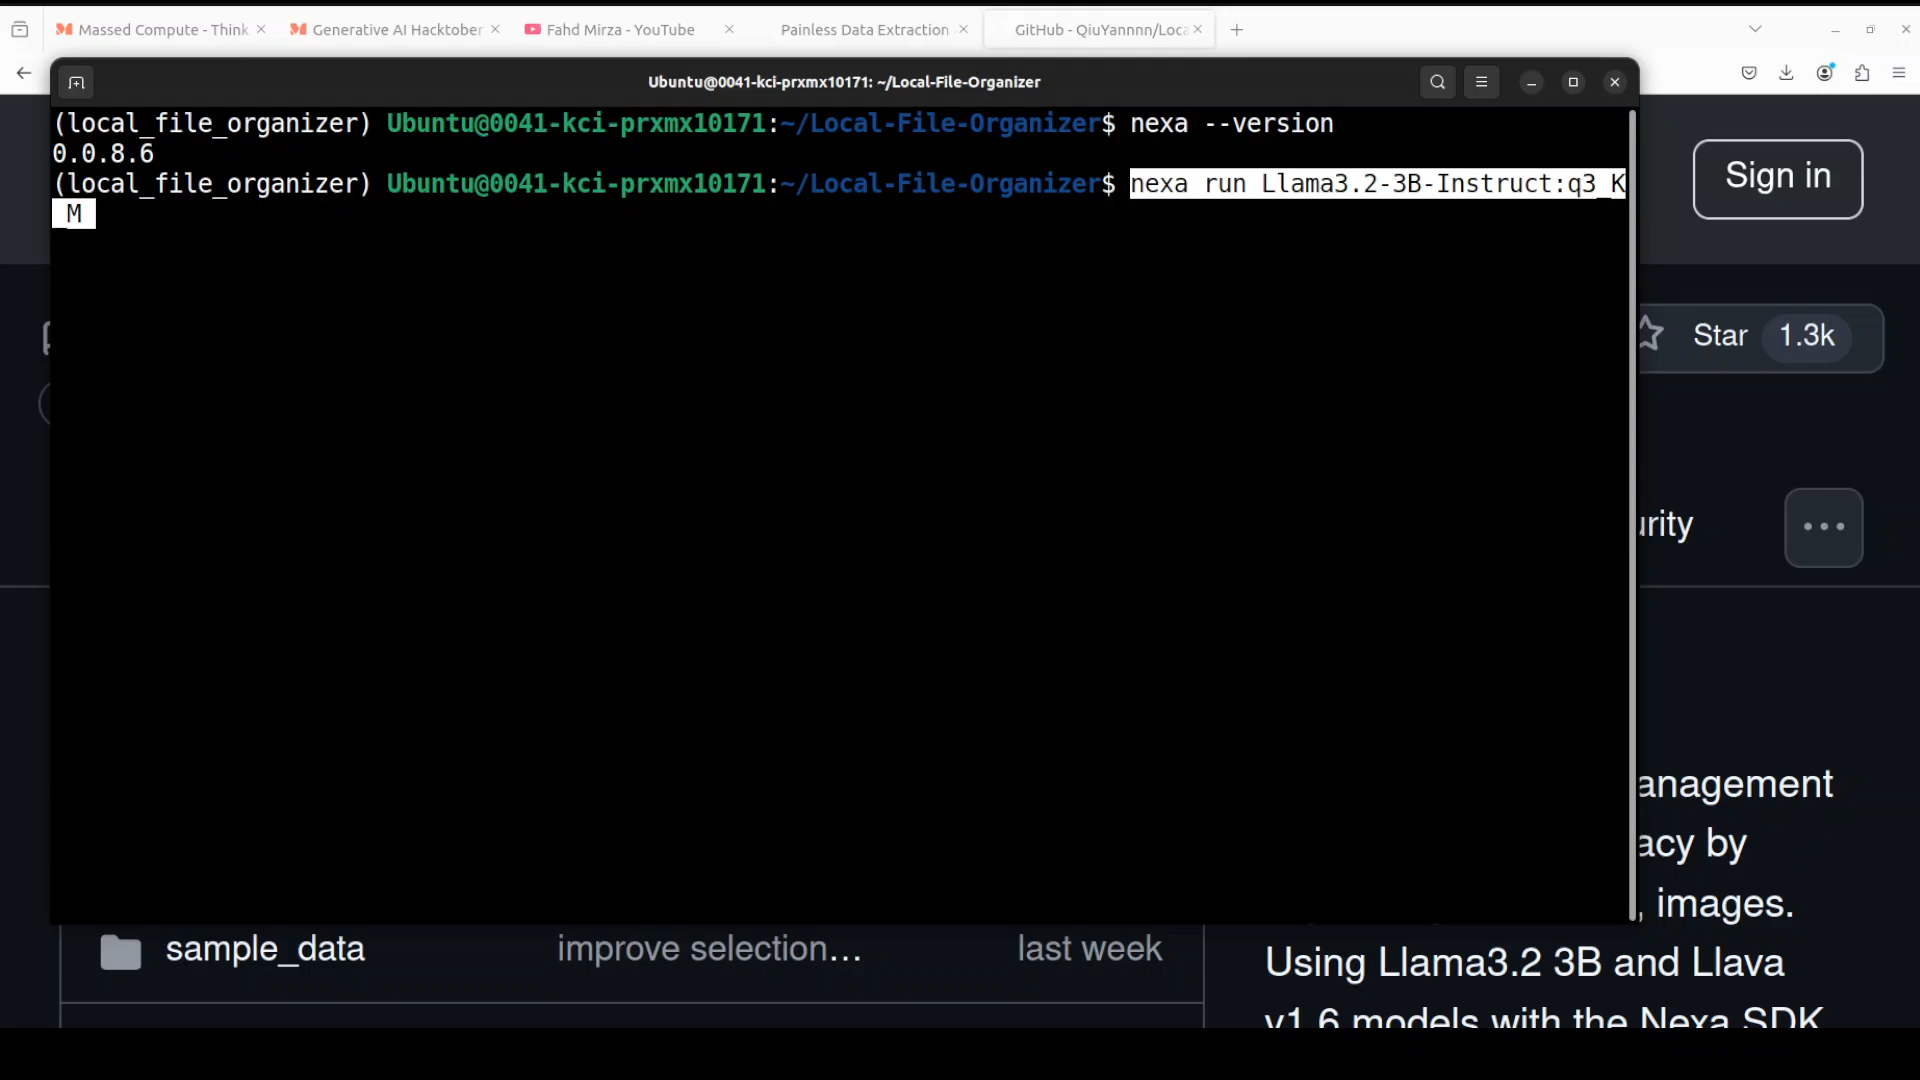 Massed Compute - Think
Generative AI Hacktober
Fahd Mirza - YouTube
Painless Data Extraction
GitHub - QiuYannnn/Loca
Ubuntu@0041-kci-prxmx10171: ~/Local-File-Organizer
(local_file_organizer) Ubuntu@0041-kci-prxmx10171:~/Local-File-Organizer$ nexa --version
0.0.8.6
(local_file_organizer) Ubuntu@0041-kci-prxmx10171:~/Local-File-Organizer$ nexa run Llama3.2-3B-Instruct:q3_K
_M
Sign in
Star 1.3k
urity
anagement
acy by
, images.
sample_data improve selection… last week
Using Llama3.2 3B and Llava
v1.6 models with the Nexa SDK